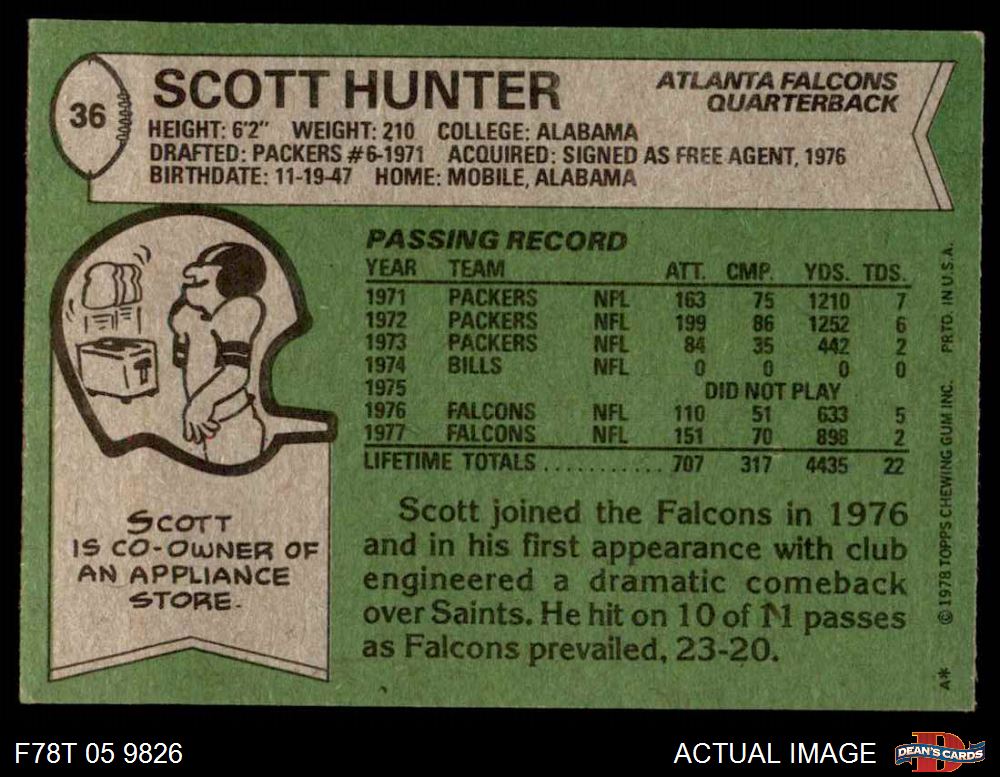 36
SCOTT HUNTER
ATLANTA FALCONS
QUARTERBACK
HEIGHT: 6'2" WEIGHT: 210 COLLEGE: ALABAMA
DRAFTED: PACKERS #6-1971 ACQUIRED: SIGNED AS FREE AGENT, 1976
BIRTHDATE: 11-19-47 HOME: MOBILE, ALABAMA
PASSING RECORD
YEAR TEAM ATT. CMP. YDS. TDS.
1971 PACKERS NFL 163 75 1210 7
1972 PACKERS NFL 199 86 1252 6
1973 PACKERS NFL 84 35 442 2
1974 BILLS NFL 0 0 0 0
1975 DID NOT PLAY
1976 FALCONS NFL 110 51 633 5
1977 FALCONS NFL 151 70 898 2
LIFETIME TOTALS ............ 707 317 4435 22
SCOTT
IS CO-OWNER OF
AN APPLIANCE
STORE.
Scott joined the Falcons in 1976
and in his first appearance with club
engineered a dramatic comeback
over Saints. He hit on 10 of passes
as Falcons prevailed, 23-20.
© 1978 TOPPS CHEWING GUM INC. PRTD. IN U.S.A.
A*
F78T 05 9826
ACTUAL IMAGE
D
DEAN'S CARDS